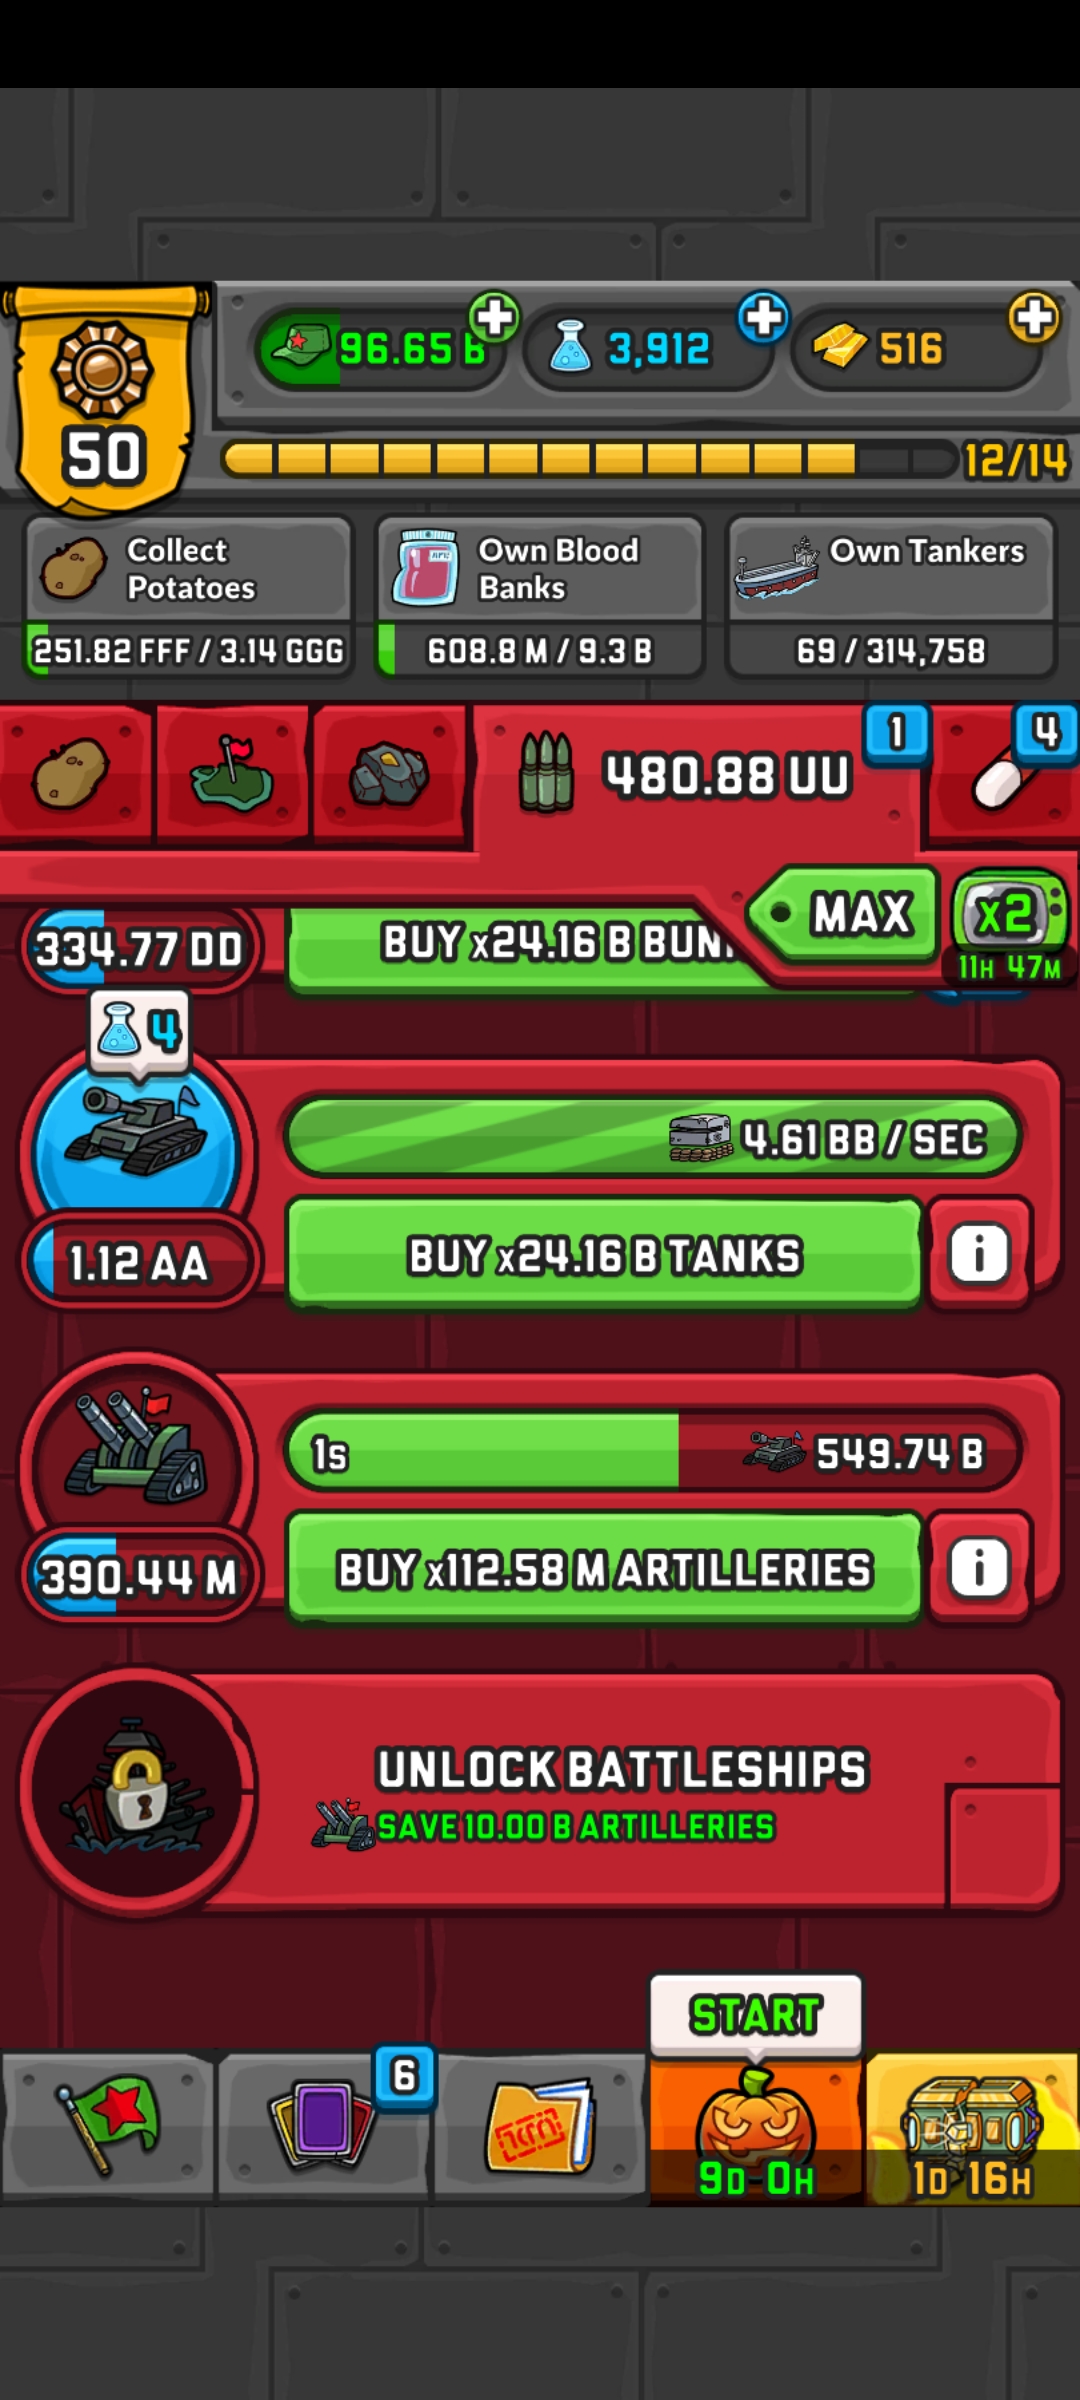 96.65 B
3,912
516
50
12/14
Collect
Potatoes
251.82 FFF / 3.14 GGG
Own Blood
Banks
608.8 M / 9.3 B
Own Tankers
69 / 314,758
480.88 UU
1
4
MAX
x2
11H 47M
334.77 DD
BUY x24.16 B
4
4.61 BB / SEC
1.12 AA
BUY x24.16 B TANKS
i
1s
549.74 B
390.44 M
BUY x112.58 M ARTILLERIES
i
UNLOCK BATTLESHIPS
SAVE 10.00 B ARTILLERIES
START
6
9D 0H
1D 16H